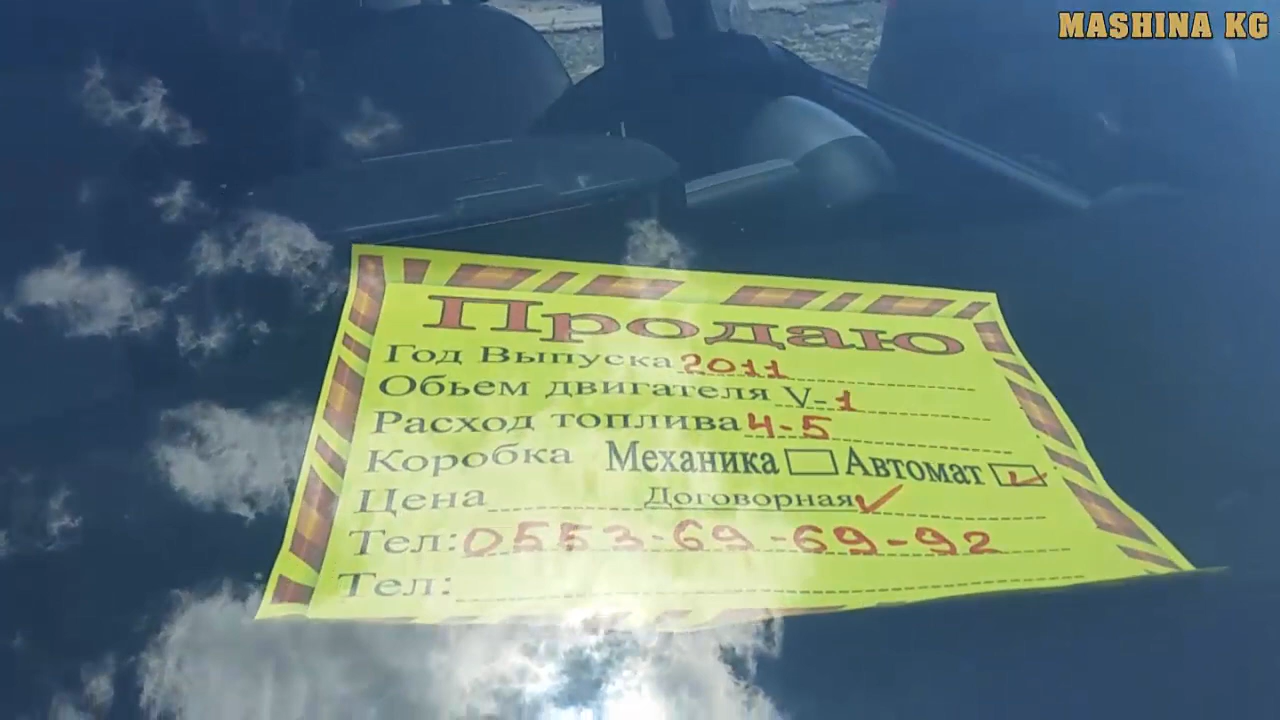 MASHINA KG
Продаю
Год Выпуска 2011
Обьем двигателя V-1
Расход топлива 4-5
Коробка Механика Автомат ✓
Цена Договорная ✓
Тел: 0553-69-69-92
Тел: